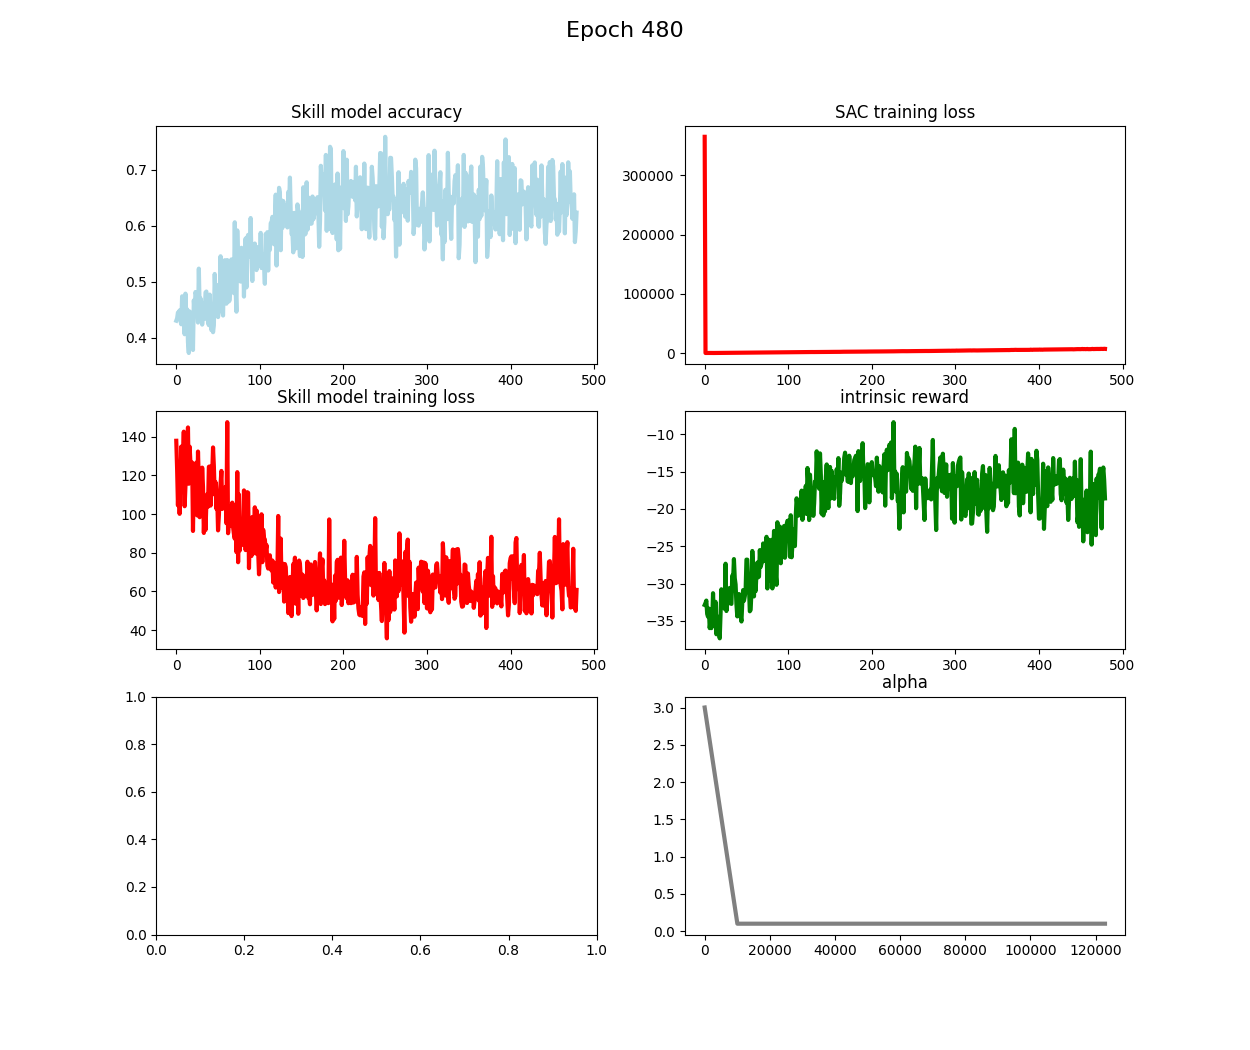 Epoch 480
Skill model accuracy
0.7
0.6
0.5
0.4
0 100 200 300 400 500
SAC training loss
300000
200000
100000
0
0 100 200 300 400 500
Skill model training loss
140
120
100
80
60
40
0 100 200 300 400 500
intrinsic reward
−10
−15
−20
−25
−30
−35
0 100 200 300 400 500
1.0
0.8
0.6
0.4
0.2
0.0
0.0 0.2 0.4 0.6 0.8 1.0
alpha
3.0
2.5
2.0
1.5
1.0
0.5
0.0
0 20000 40000 60000 80000 100000 120000